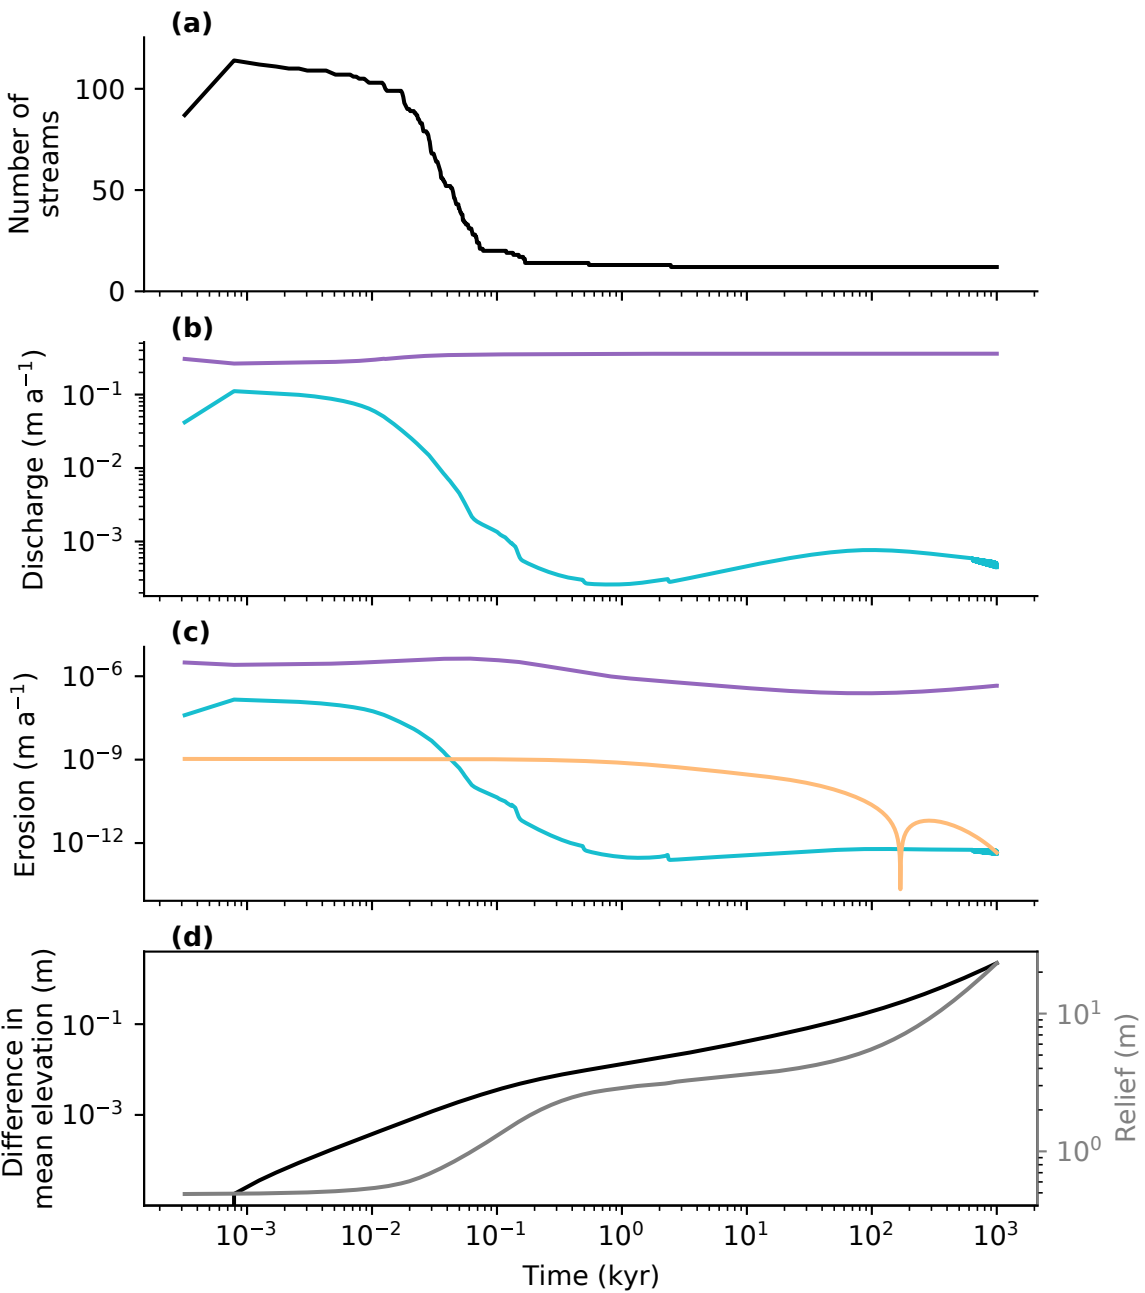 (a)
Number of
streams
100
50
0
(b)
Discharge (m a⁻¹)
10⁻¹
10⁻²
10⁻³
(c)
Erosion (m a⁻¹)
10⁻⁶
10⁻⁹
10⁻¹²
(d)
Difference in
mean elevation (m)
10⁻¹
10⁻³
10¹
10⁰
Relief (m)
10⁻³ 10⁻² 10⁻¹ 10⁰ 10¹ 10² 10³
Time (kyr)